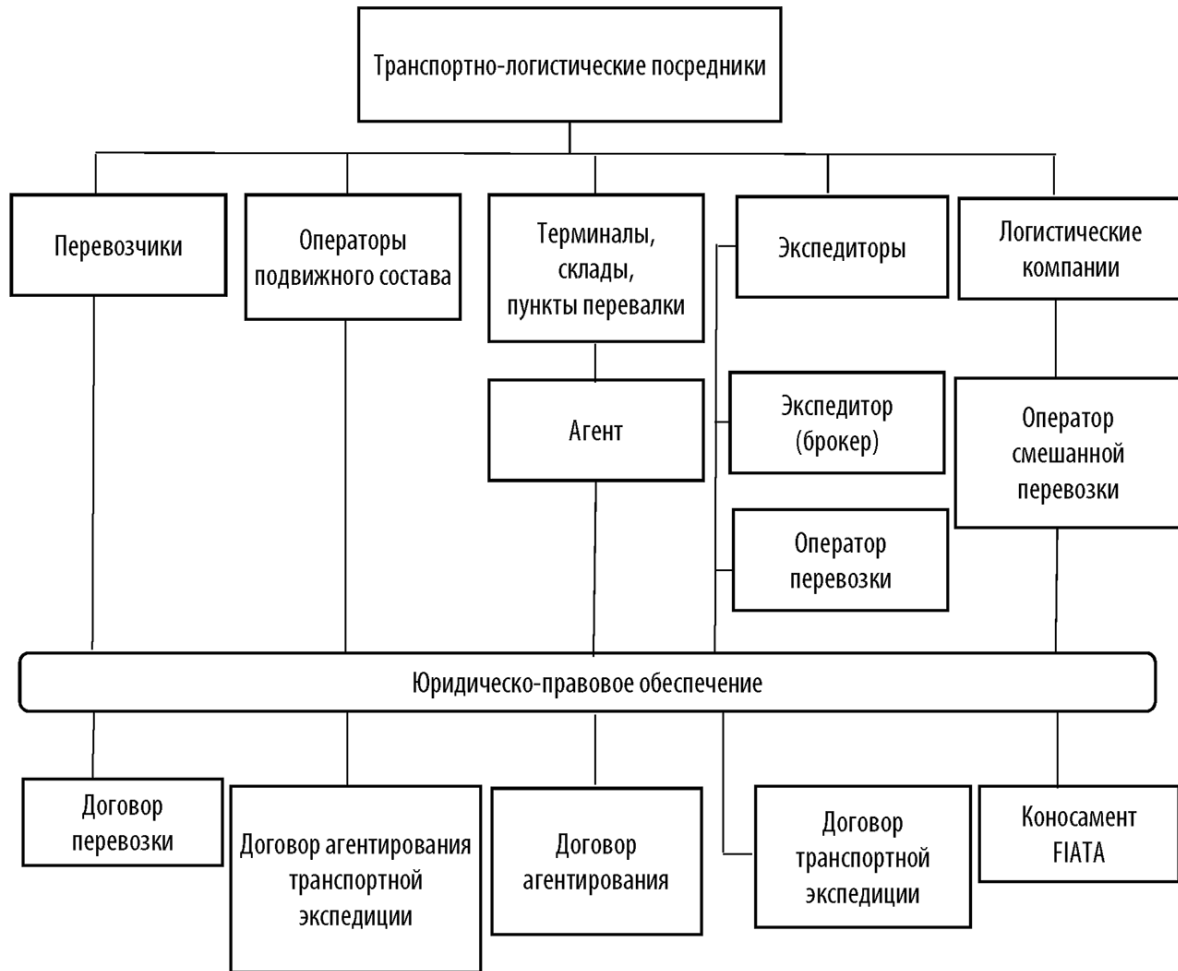 Транспортно-логистические посредники
Перевозчики
Операторы
подвижного состава
Терминалы,
склады,
пункты перевалки
Экспедиторы
Логистические
компании
Агент
Экспедитор
(брокер)
Оператор
смешанной
перевозки
Оператор
перевозки
Юридическо-правовое обеспечение
Договор
перевозки
Договор агентирования
транспортной
экспедиции
Договор
агентирования
Договор
транспортной
экспедиции
Коносамент
FIATA